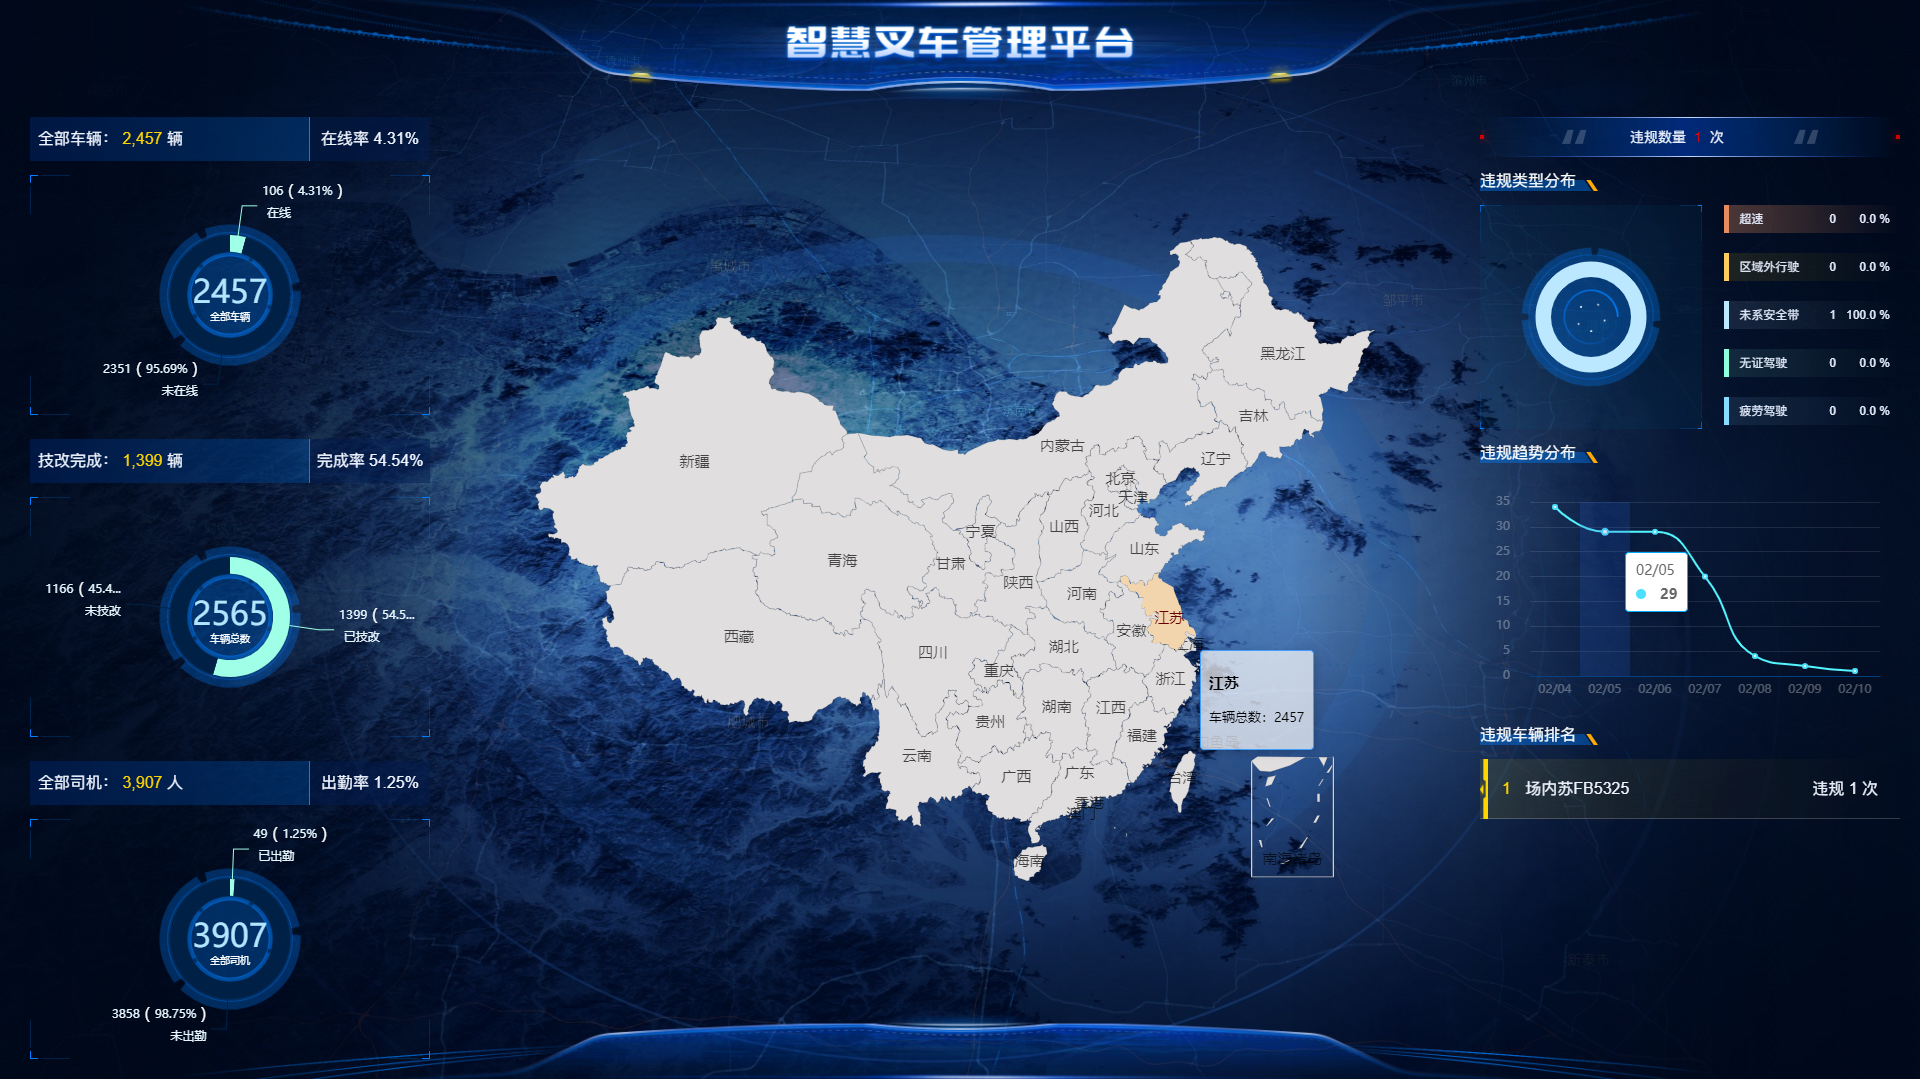 智慧叉车管理平台
全部车辆： 2,457 辆
在线率 4.31%
106 ( 4.31% )
在线
2457
全部车辆
2351 ( 95.69% )
未在线
技改完成： 1,399 辆
完成率 54.54%
1166 ( 45.4...
未技改
2565
车辆总数
1399 ( 54.5...
已技改
全部司机： 3,907 人
出勤率 1.25%
49 ( 1.25% )
已出勤
3907
全部司机
3858 ( 98.75% )
未出勤
禹城市
邹平市
滨州市
新泰市
黑龙江
吉林
辽宁
内蒙古
新疆
北京
天津
河北
山西
宁夏
山东
青海
甘肃
陕西
河南
江苏
安徽
上海
西藏
四川
湖北
重庆
浙江
湖南
江西
贵州
福建
云南
广西
广东
台湾
香港
澳门
海南
南海诸岛
江苏
车辆总数：2457
违规数量 1 次
违规类型分布
超速 0 0.0 %
区域外行驶 0 0.0 %
未系安全带 1 100.0 %
无证驾驶 0 0.0 %
疲劳驾驶 0 0.0 %
违规趋势分布
35
30
25
20
15
10
5
0
02/05
29
02/04 02/05 02/06 02/07 02/08 02/09 02/10
违规车辆排名
1 场内苏FB5325 违规 1 次